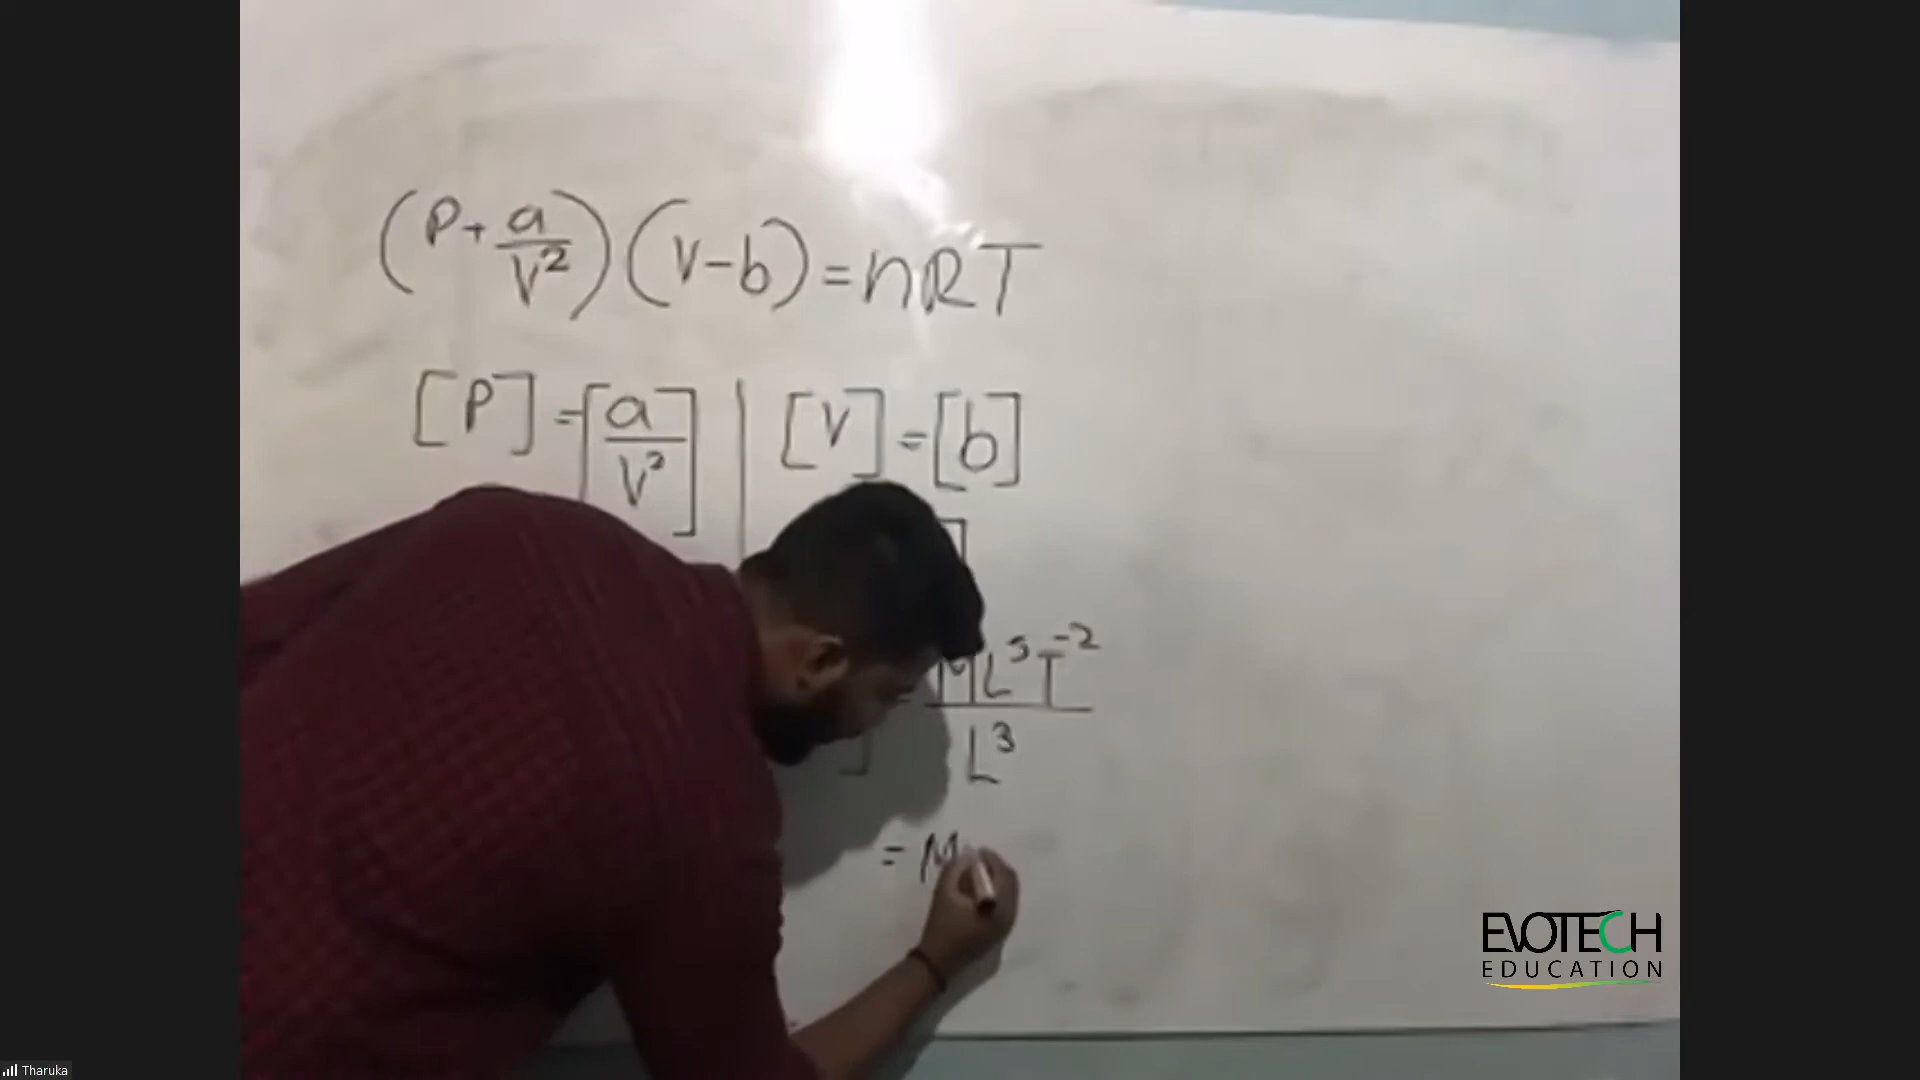 (P + a/V²)(V - b) = nRT
[P] = [a/V²] | [V] = [b]
]
ML⁵T⁻²
L³
]
= M
EVOTECH
EDUCATION
Tharuka